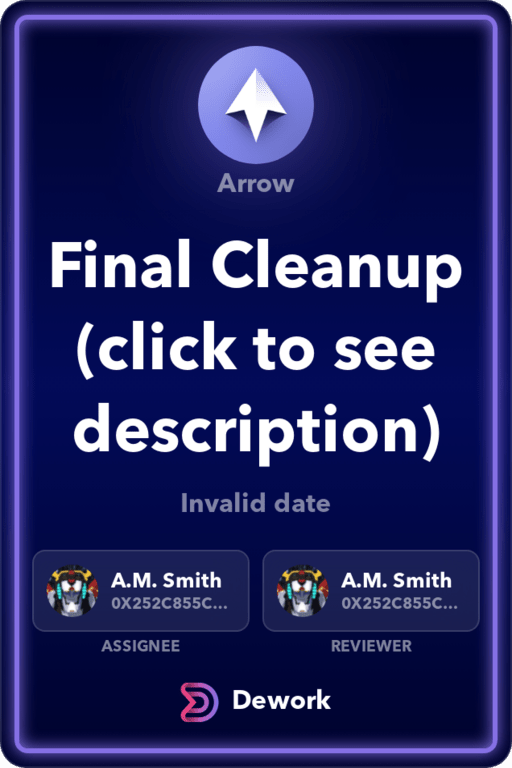 Arrow
Final Cleanup
(click to see
description)
Invalid date
A.M. Smith
0X252C855C...
ASSIGNEE
A.M. Smith
0X252C855C...
REVIEWER
Dework